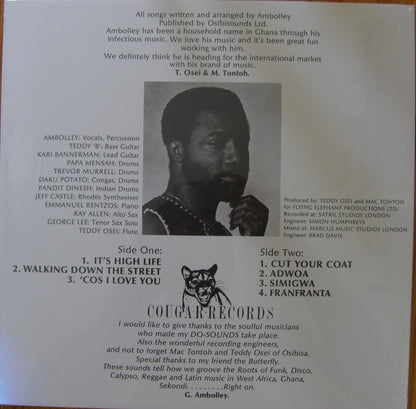 All songs written and arranged by Ambolley
Published by Osibisounds Ltd.
Ambolley has been a household name in Ghana through his
infectious music. We love his music and it's been great fun
working with him.
We defintely think he is heading for the international market
with his brand of music.
T. Osei & M. Tontoh.
AMBOLLEY: Vocals, Percussion
TEDDY 'B': Bass Guitar
KARI BANNERMAN: Lead Guitar
PAPA MENSAH: Drums
TREVOR MURRELL: Drums
DAKU POTATO: Congas, Drums
PANDIT DINESH: Indian Drums
JEFF CASTLE: Rhodes Synthesiser
EMMANUEL RENTZOS: Piano
RAY ALLEN: Alto Sax
GEORGE LEE: Tenor Sax Solo
TEDDY OSEI: Flute
Produced by: TEDDY OSEI and MAC TONTOH
for FLYING ELEPHANT PRODUCTIONS LTD.
Recorded at: SATRIL STUDIOS LONDON
Engineer: SIMON HUMPHREYS
Mixed at: MARCUS MUSIC STUDIOS LONDON
Engineer: BRAD DAVIS
Side One:
1. IT'S HIGH LIFE
2. WALKING DOWN THE STREET
3. 'COS I LOVE YOU
Side Two:
1. CUT YOUR COAT
2. ADWOA
3. SIMIGWA
4. FRANFRANTA
COUGAR RECORDS
I would like to give thanks to the soulful musicians
who made my DO-SOUNDS take place.
Also the wonderful recording engineers,
and not to forget Mac Tontoh and Teddy Osei of Osibisa.
Special thanks to my friend the Butterfly.
These sounds tell how we groove the Roots of Funk, Disco,
Calypso, Reggae and Latin music in West Africa, Ghana,
Sekondi. . . . . . . .Right on.
G. Ambolley.